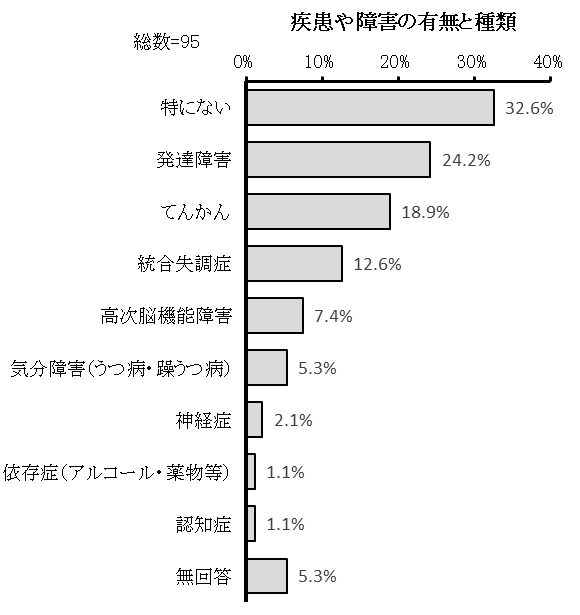 疾患や障害の有無と種類
総数=95
0% 10% 20% 30% 40%
特にない 32.6%
発達障害 24.2%
てんかん 18.9%
統合失調症 12.6%
高次脳機能障害 7.4%
気分障害(うつ病・躁うつ病) 5.3%
神経症 2.1%
依存症(アルコール・薬物等) 1.1%
認知症 1.1%
無回答 5.3%